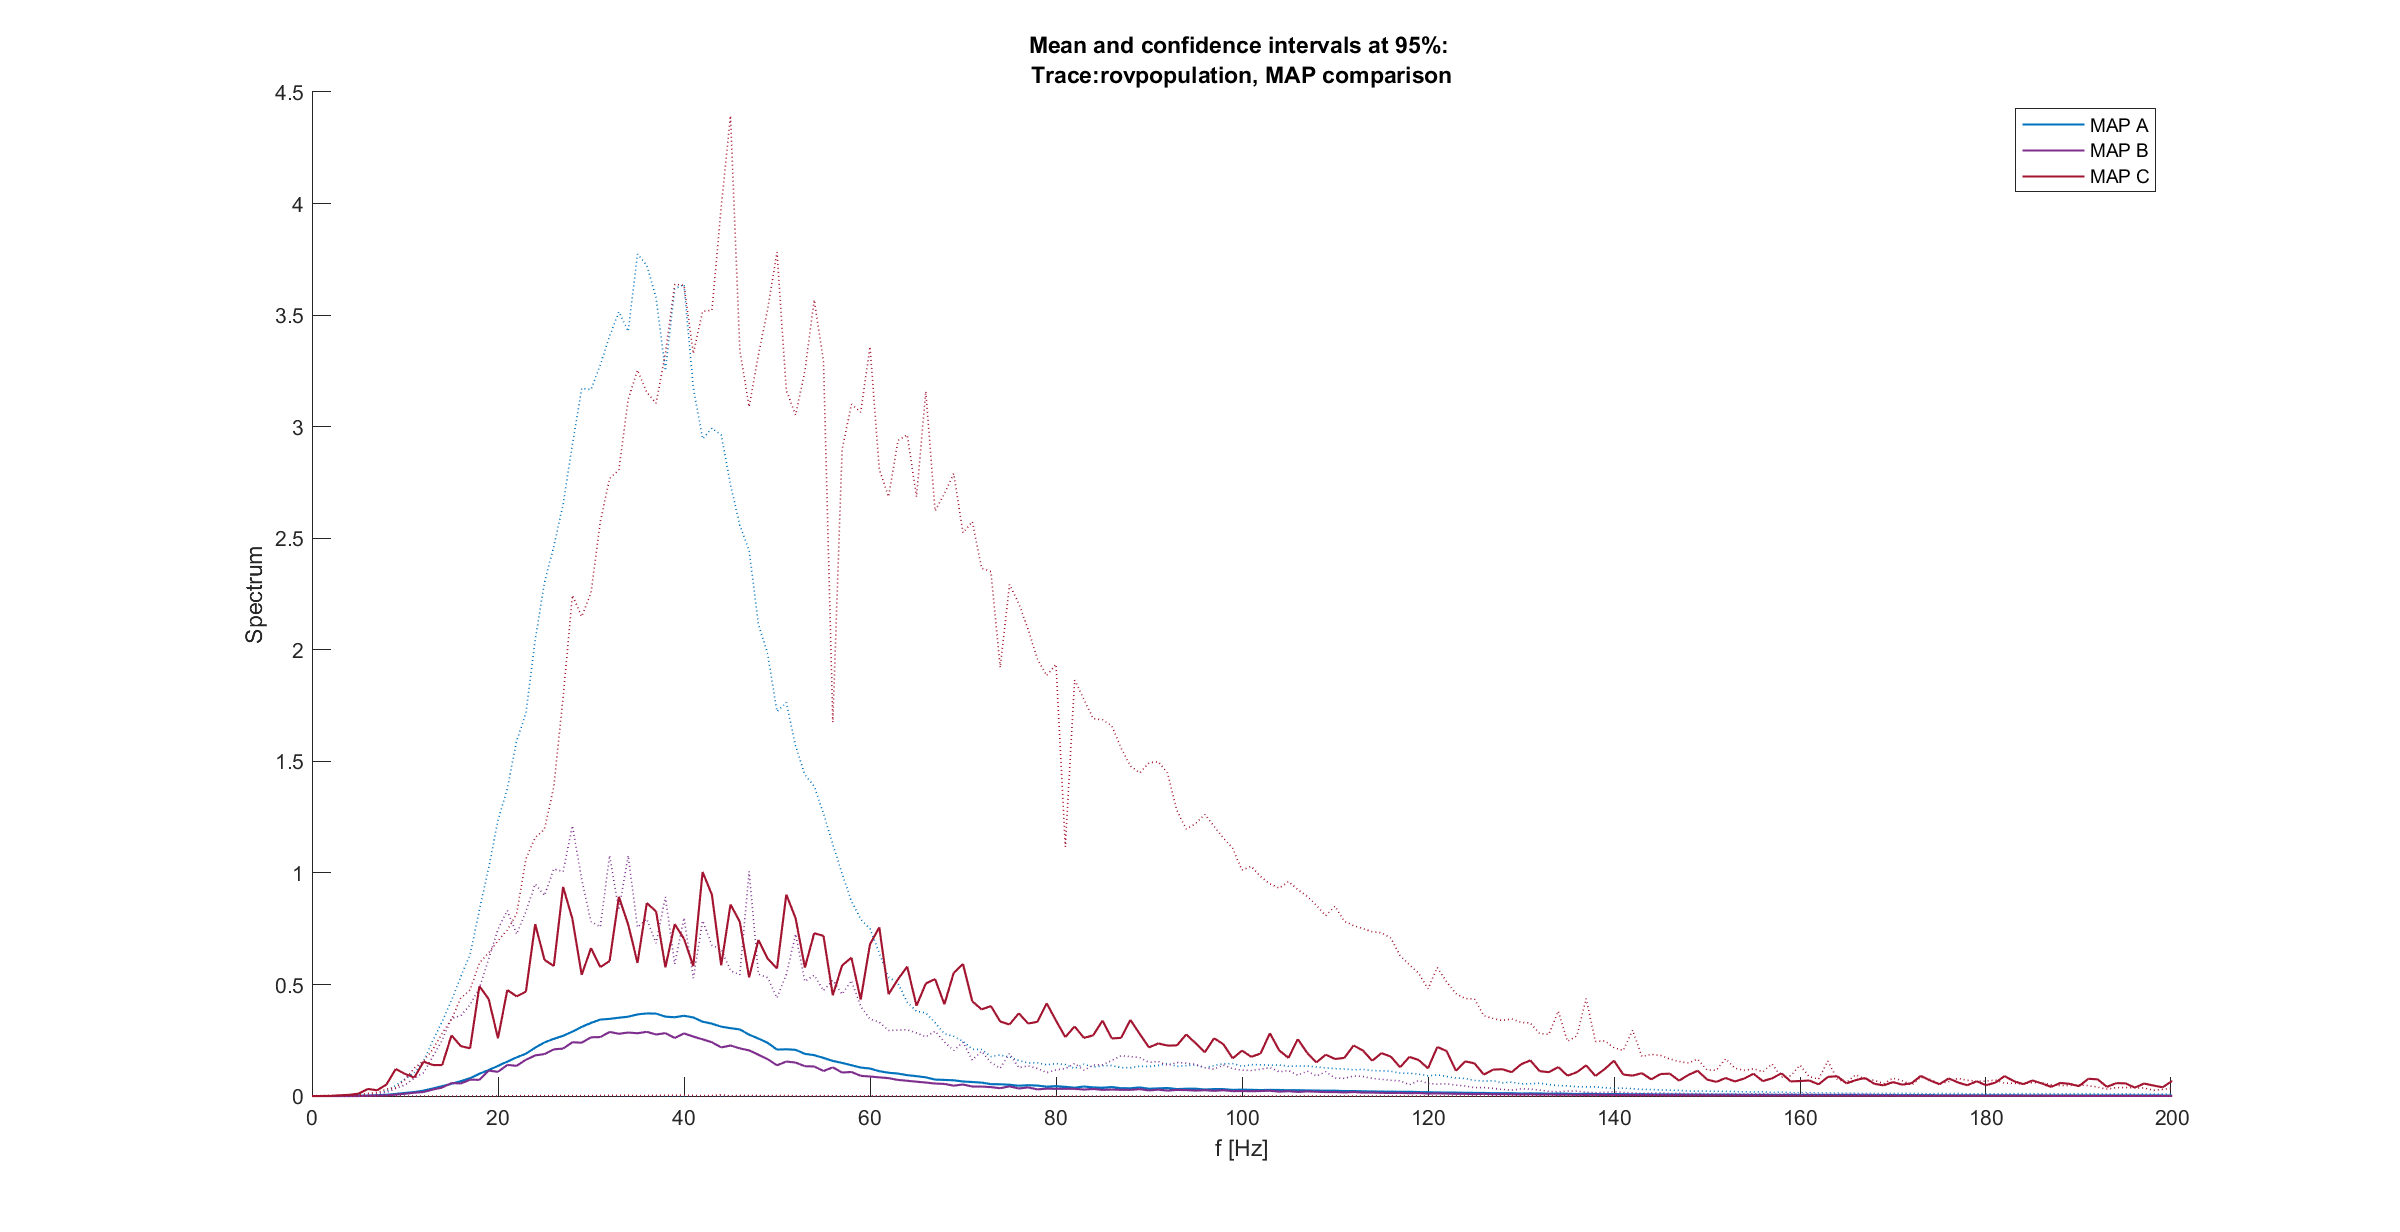 Mean and confidence intervals at 95%:
Trace:rovpopulation, MAP comparison
4.5
4
3.5
3
2.5
2
1.5
1
0.5
0
Spectrum
MAP A
MAP B
MAP C
0 20 40 60 80 100 120 140 160 180 200
f [Hz]